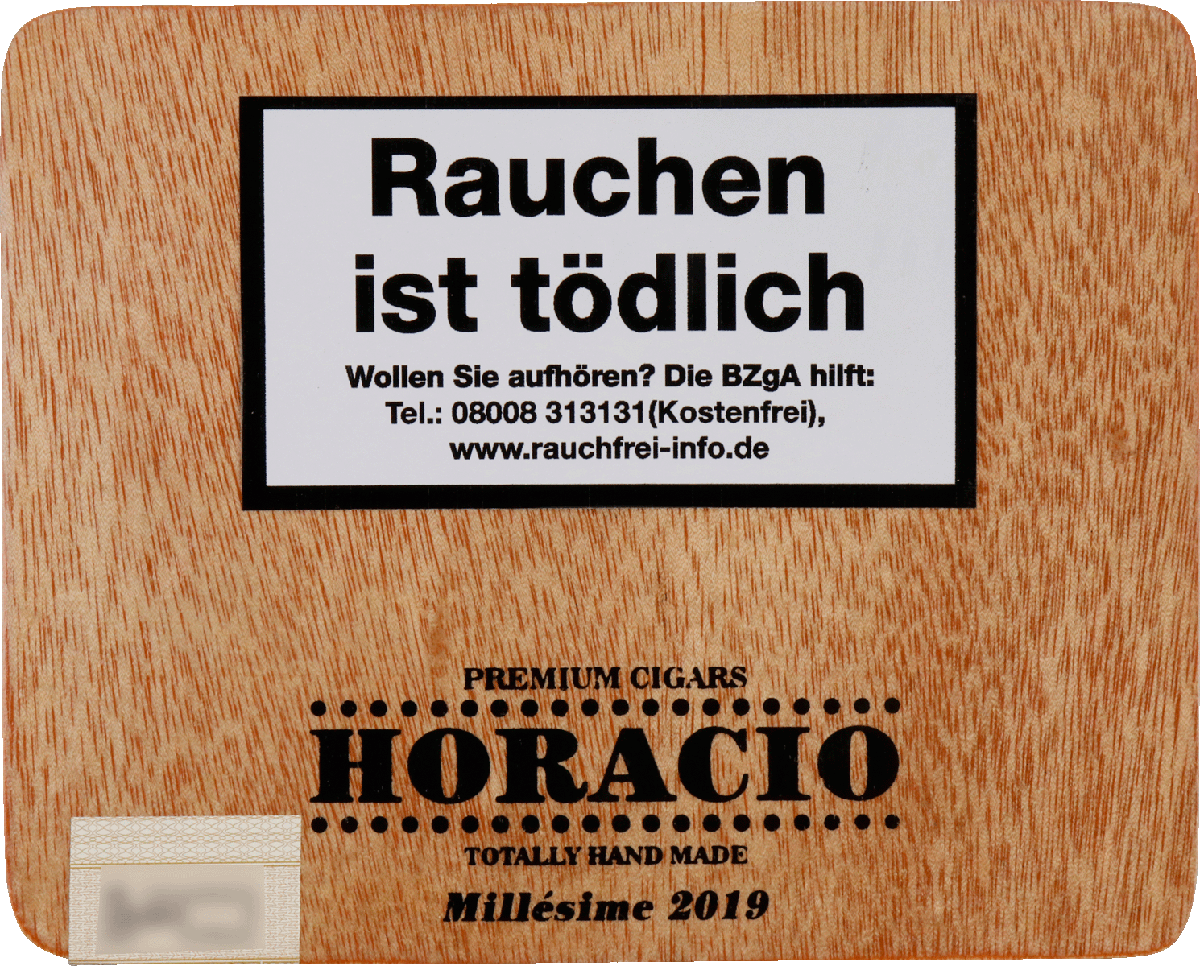 Rauchen
ist tödlich
Wollen Sie aufhören? Die BZgA hilft:
Tel.: 08008 313131(Kostenfrei),
www.rauchfrei-info.de
PREMIUM CIGARS
HORACIO
TOTALLY HAND MADE
Millésime 2019